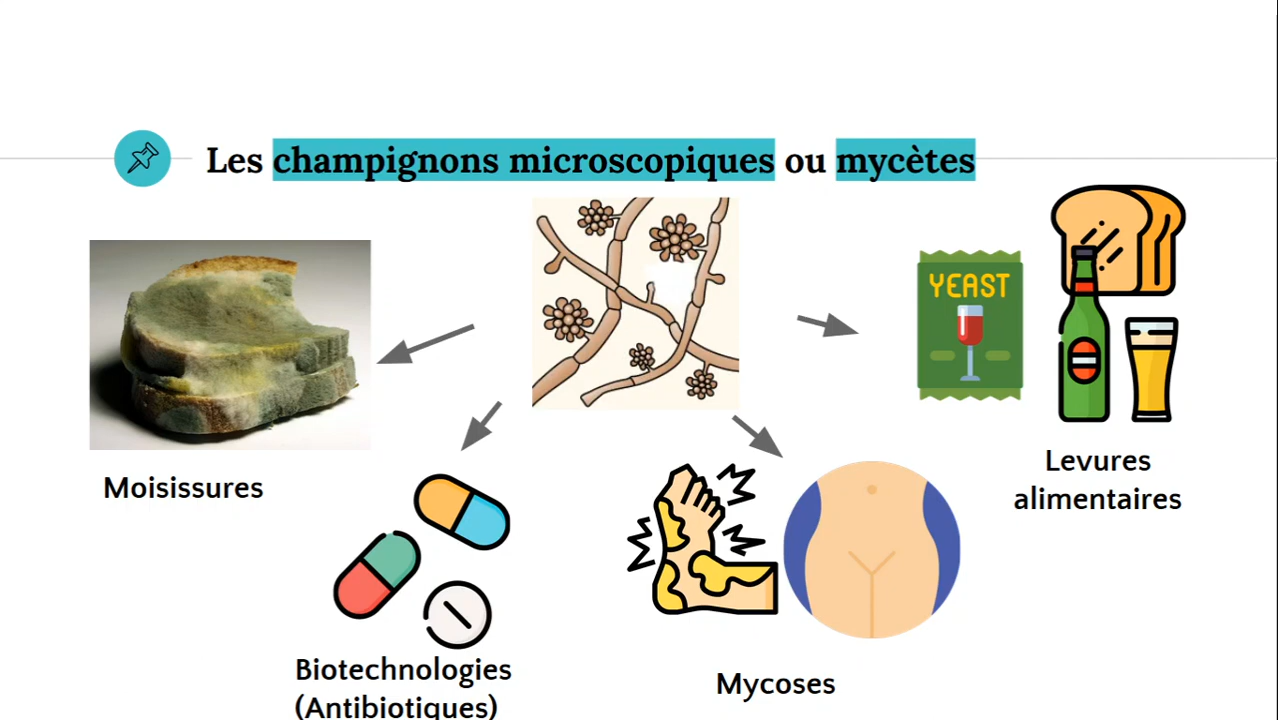 Les champignons microscopiques ou mycètes
YEAST
Moisissures
Levures
alimentaires
Biotechnologies
(Antibiotiques)
Mycoses